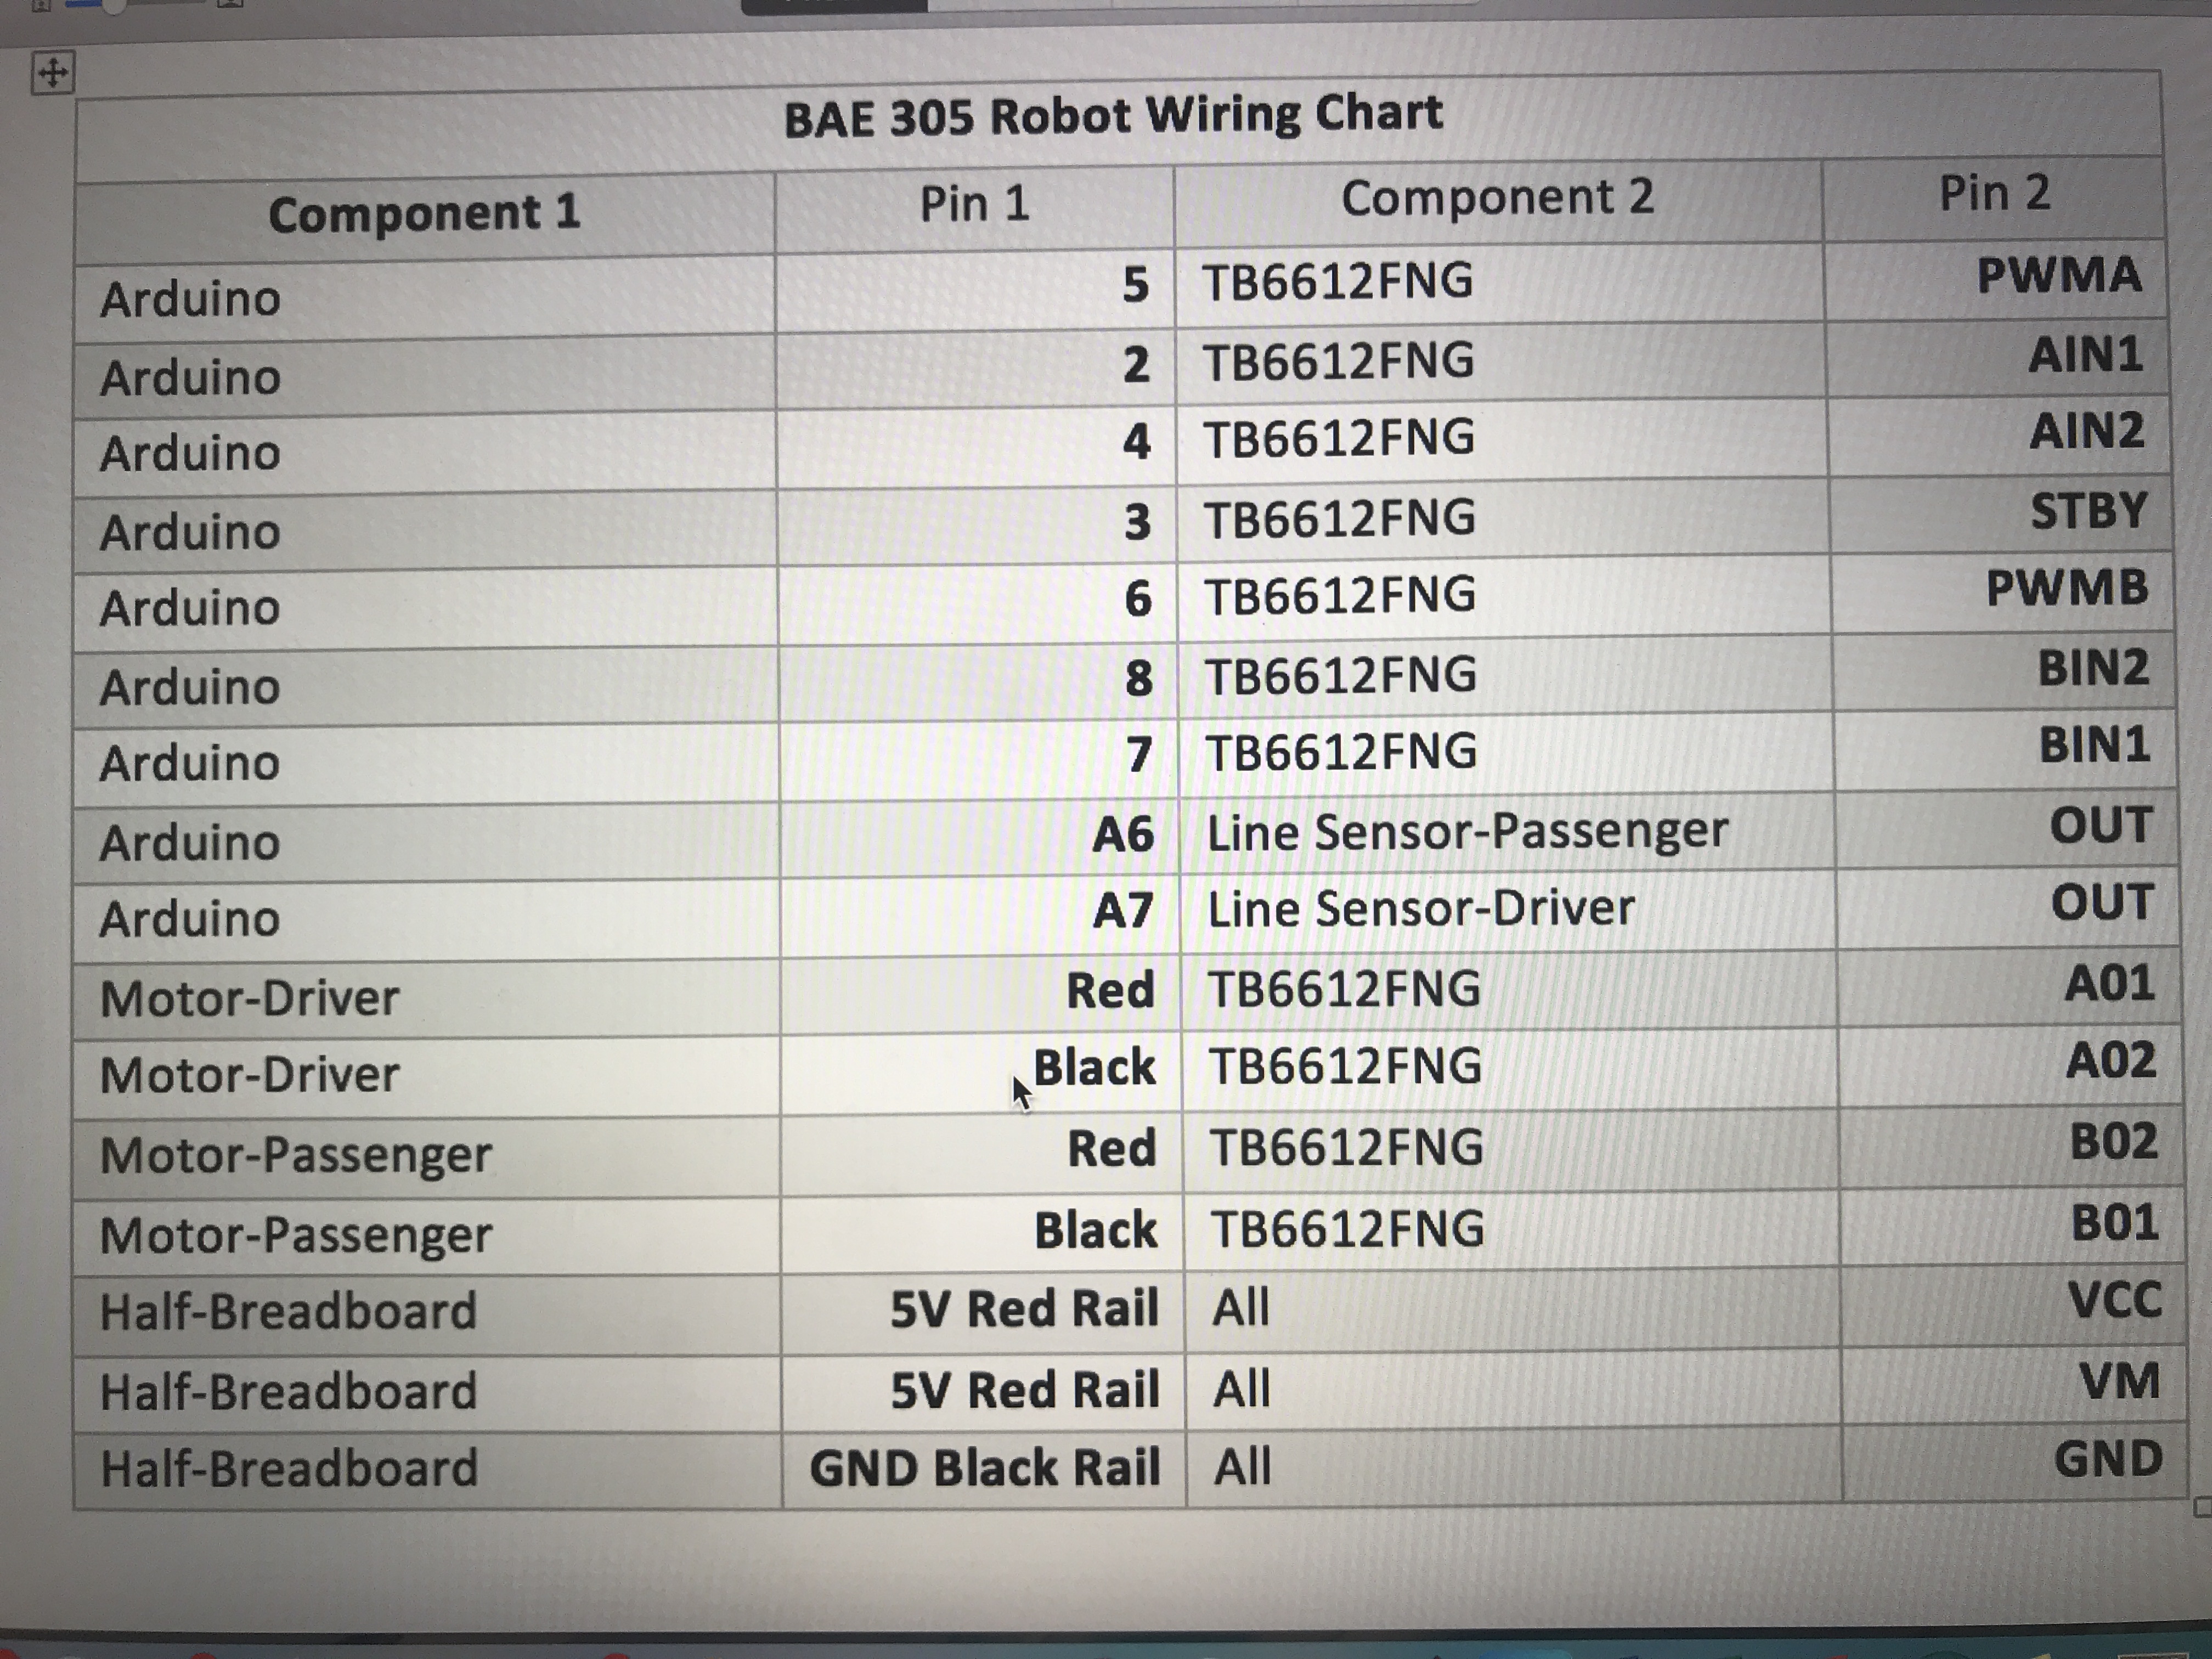 BAE 305 Robot Wiring Chart
Component 1 Pin 1 Component 2 Pin 2
Arduino 5 TB6612FNG PWMA
Arduino 2 TB6612FNG AIN1
Arduino 4 TB6612FNG AIN2
Arduino 3 TB6612FNG STBY
Arduino 6 TB6612FNG PWMB
Arduino 8 TB6612FNG BIN2
Arduino 7 TB6612FNG BIN1
Arduino A6 Line Sensor-Passenger OUT
Arduino A7 Line Sensor-Driver OUT
Motor-Driver Red TB6612FNG A01
Motor-Driver Black TB6612FNG A02
Motor-Passenger Red TB6612FNG B02
Motor-Passenger Black TB6612FNG B01
Half-Breadboard 5V Red Rail All VCC
Half-Breadboard 5V Red Rail All VM
Half-Breadboard GND Black Rail All GND